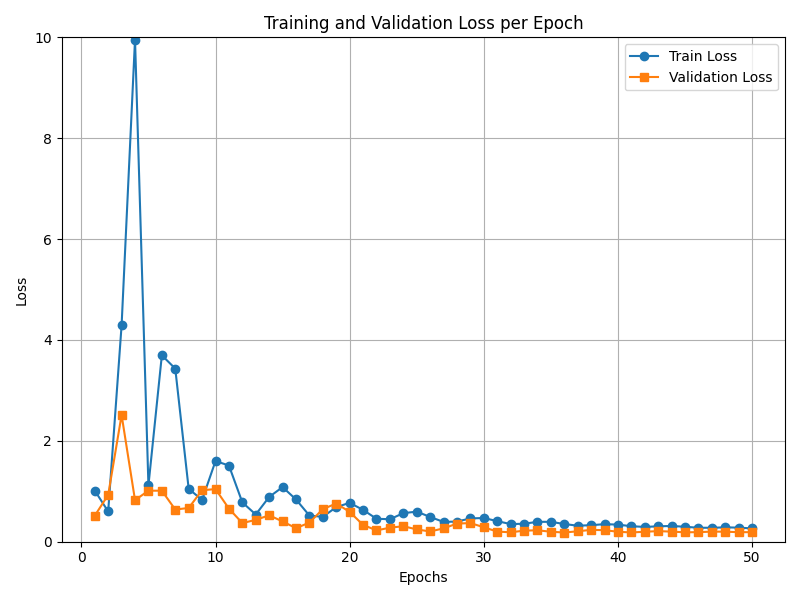 Training and Validation Loss per Epoch
Train Loss
Validation Loss
Loss
10
8
6
4
2
0
0 10 20 30 40 50
Epochs